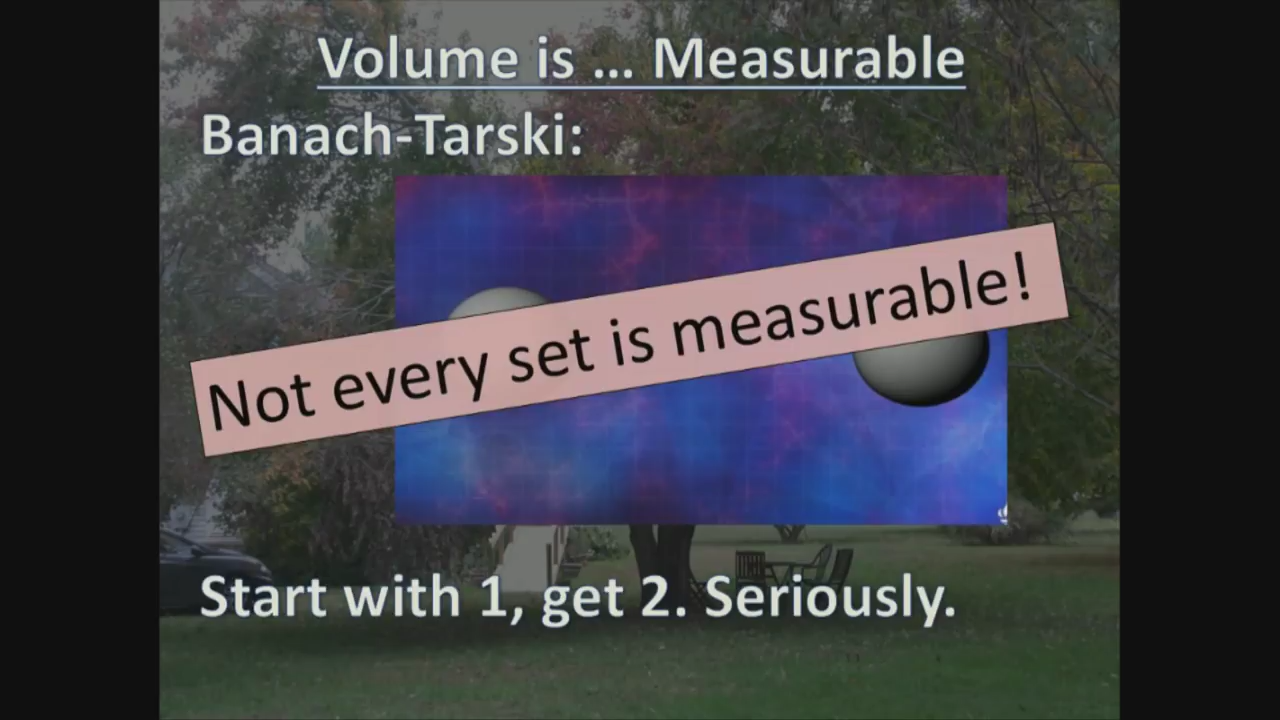 Volume is ... Measurable
Banach-Tarski:
Not every set is measurable!
Start with 1, get 2. Seriously.